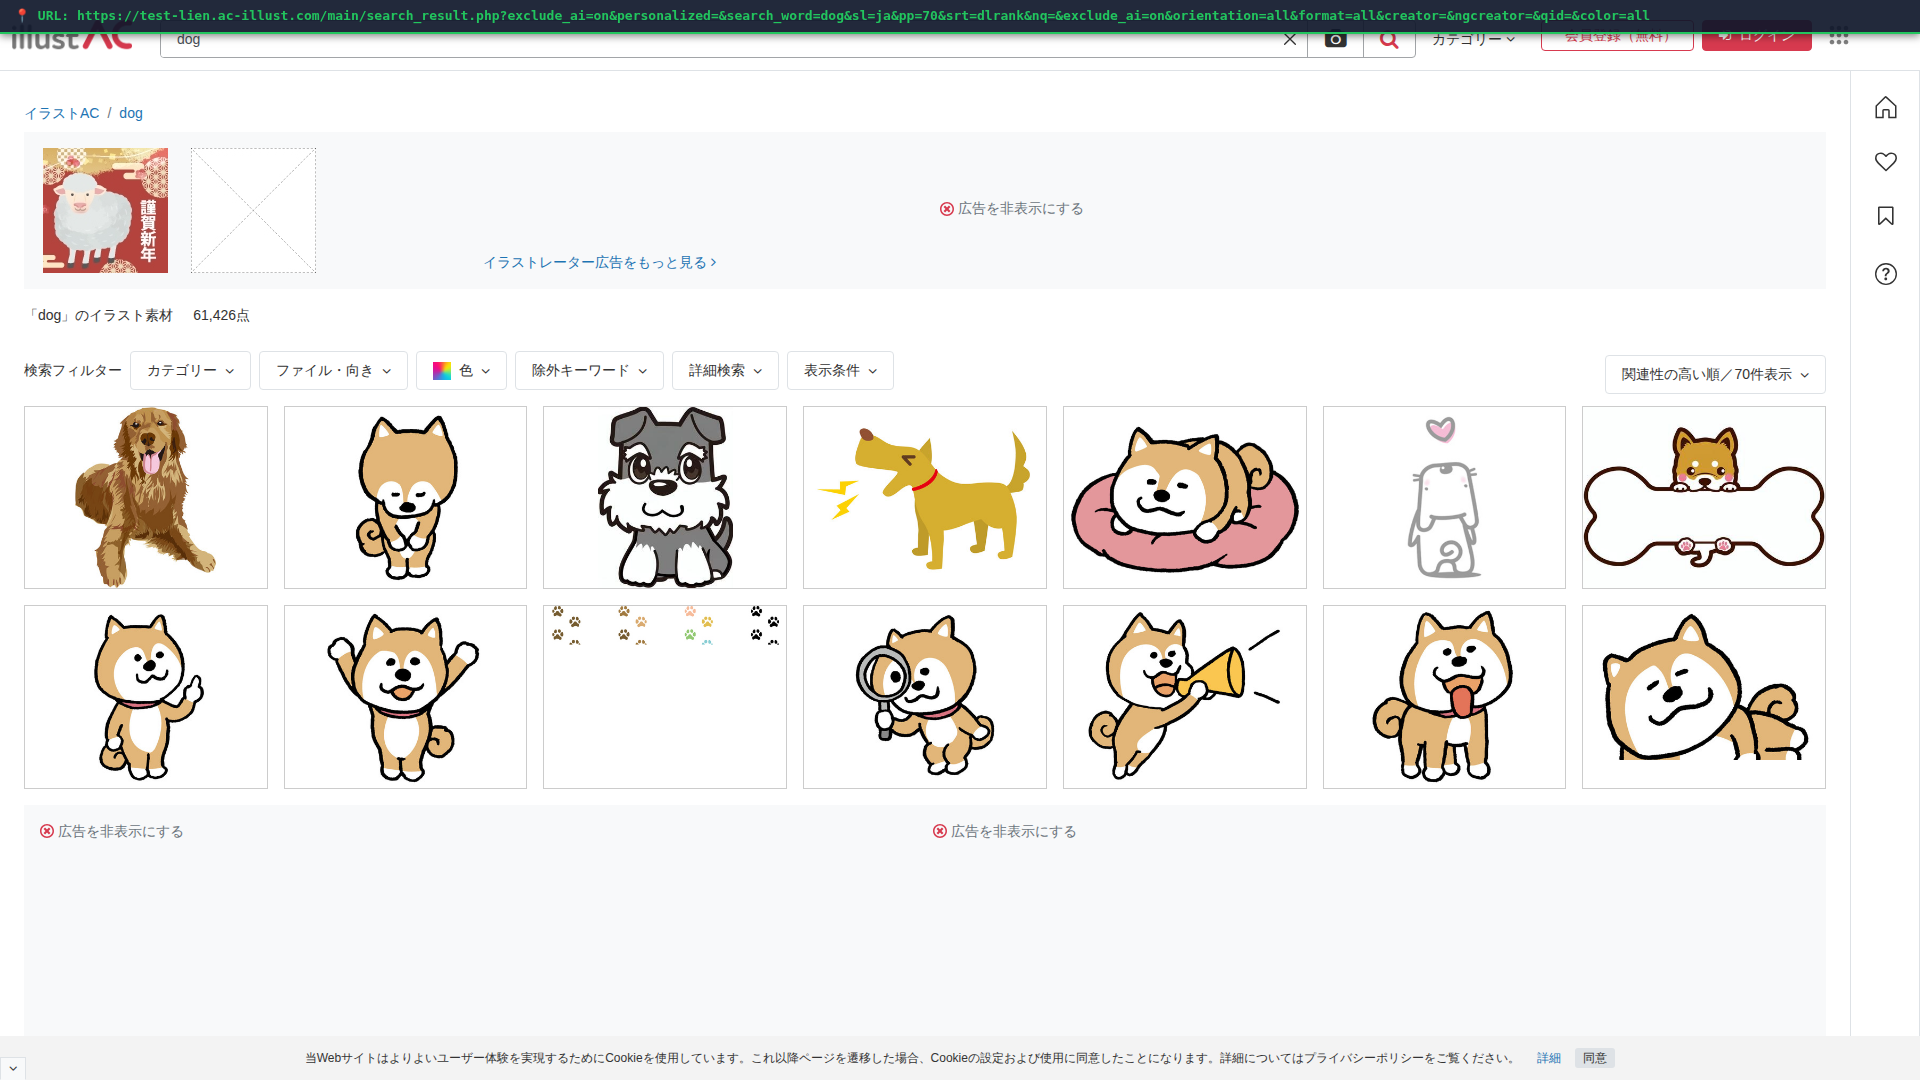 URL: https://test-lien.ac-illust.com/main/search_result.php?exclude_ai=on&personalized=&search_word=dog&sl=ja&pp=70&srt=dlrank&nq=&exclude_ai=on&orientation=all&format=all&creator=&ngcreator=&qid=&color=all
illust AC
dog
カテゴリー
会員登録（無料）
ログイン
イラストAC / dog
謹賀新年
広告を非表示にする
イラストレーター広告をもっと見る
「dog」のイラスト素材 61,426点
検索フィルター
カテゴリー
ファイル・向き
色
除外キーワード
詳細検索
表示条件
関連性の高い順／70件表示
広告を非表示にする
広告を非表示にする
当Webサイトはよりよいユーザー体験を実現するためにCookieを使用しています。これ以降ページを遷移した場合、Cookieの設定および使用に同意したことになります。詳細についてはプライバシーポリシーをご覧ください。
詳細
同意